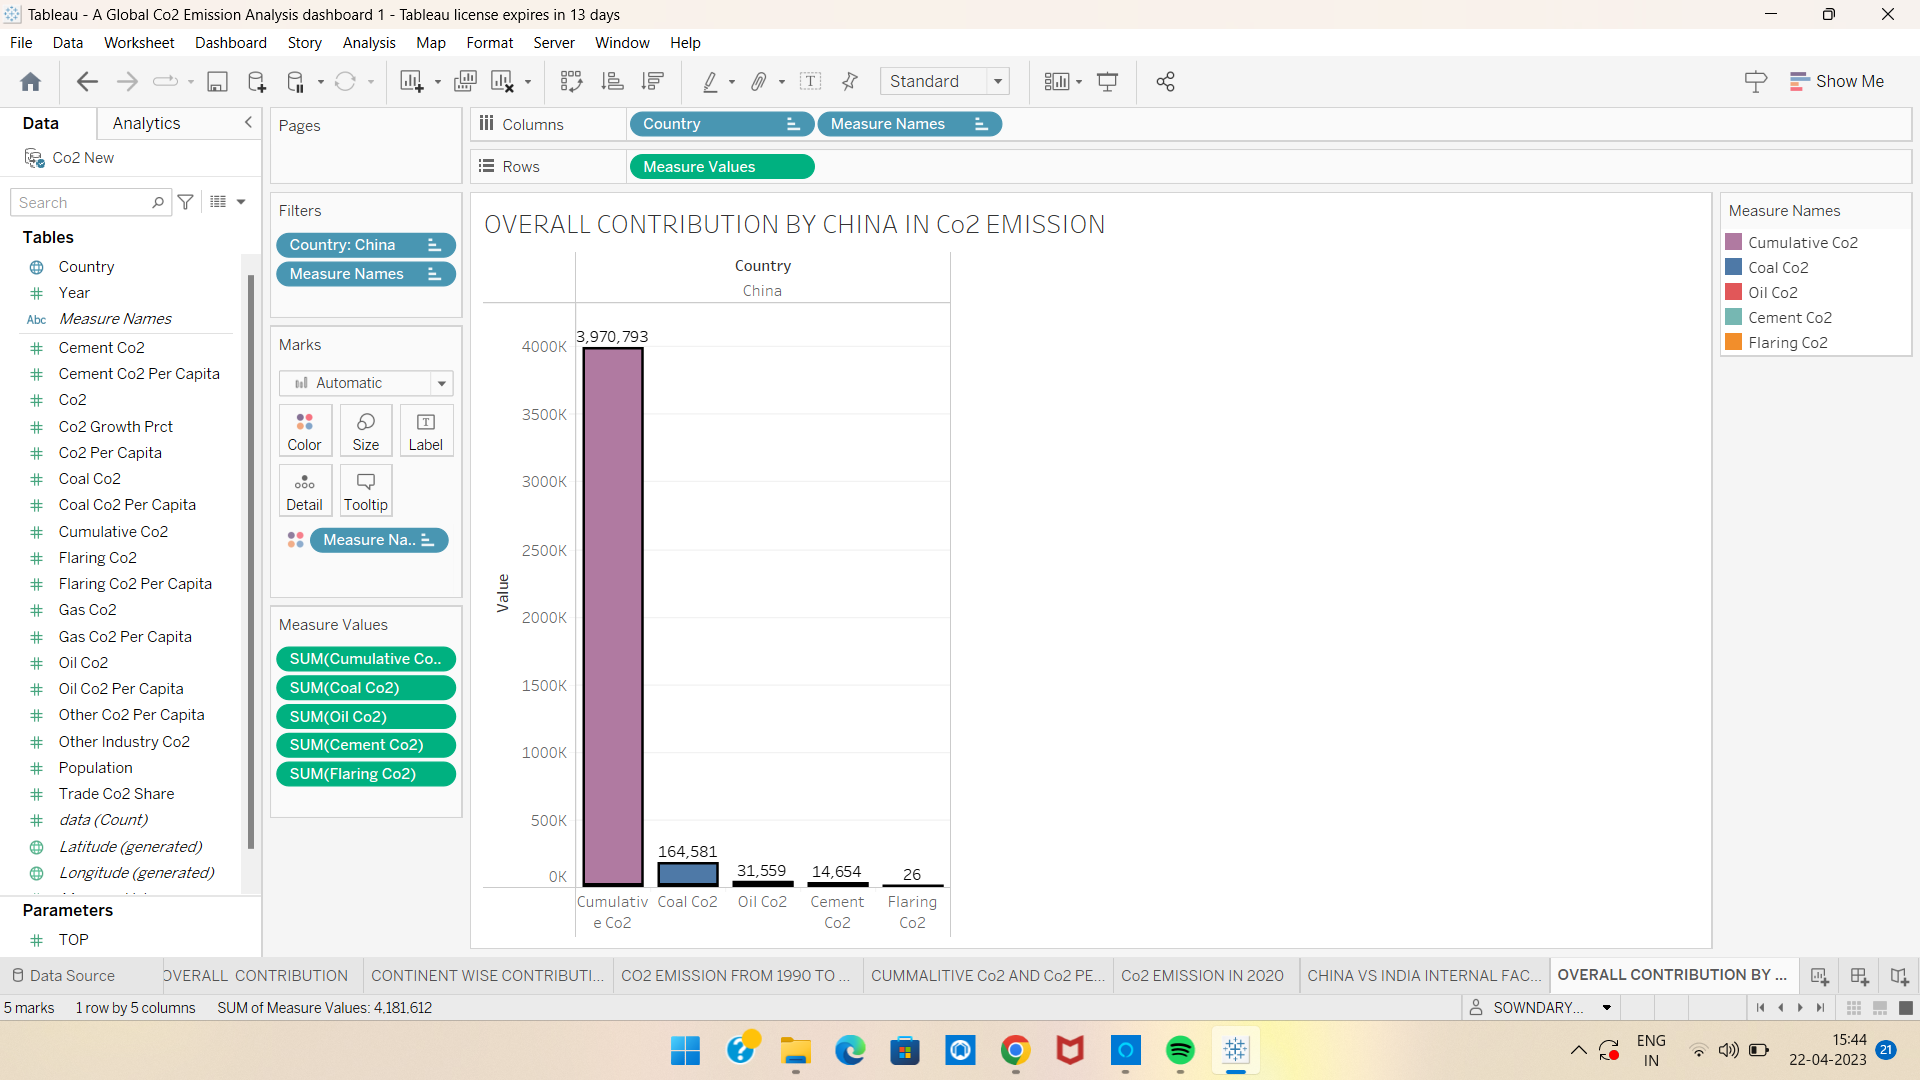 Tableau - A Global Co2 Emission Analysis dashboard 1 - Tableau license expires in 13 days
File Data Worksheet Dashboard Story Analysis Map Format Server Window Help
Standard
Show Me
Data Analytics
Co2 New
Search
Tables
Country
Year
Abc Measure Names
Cement Co2
Cement Co2 Per Capita
Co2
Co2 Growth Prct
Co2 Per Capita
Coal Co2
Coal Co2 Per Capita
Cumulative Co2
Flaring Co2
Flaring Co2 Per Capita
Gas Co2
Gas Co2 Per Capita
Oil Co2
Oil Co2 Per Capita
Other Co2 Per Capita
Other Industry Co2
Population
Trade Co2 Share
data (Count)
Latitude (generated)
Longitude (generated)
Parameters
TOP
Pages
Filters
Country: China
Measure Names
Marks
Automatic
Color Size Label
Detail Tooltip
Measure Na..
Measure Values
SUM(Cumulative Co..
SUM(Coal Co2)
SUM(Oil Co2)
SUM(Cement Co2)
SUM(Flaring Co2)
Columns Country Measure Names
Rows Measure Values
OVERALL CONTRIBUTION BY CHINA IN Co2 EMISSION
Country
China
3,970,793
4000K
3500K
3000K
2500K
2000K
1500K
1000K
500K
0K
Value
164,581
31,559
14,654
26
Cumulativ
e Co2
Coal Co2
Oil Co2
Cement
Co2
Flaring
Co2
Measure Names
Cumulative Co2
Coal Co2
Oil Co2
Cement Co2
Flaring Co2
Data Source OVERALL CONTRIBUTION CONTINENT WISE CONTRIBUTI... CO2 EMISSION FROM 1990 TO ... CUMMALITIVE Co2 AND Co2 PE... Co2 EMISSION IN 2020 CHINA VS INDIA INTERNAL FAC... OVERALL CONTRIBUTION BY ...
5 marks 1 row by 5 columns SUM of Measure Values: 4,181,612
SOWNDARY...
ENG
IN
15:44
22-04-2023
21